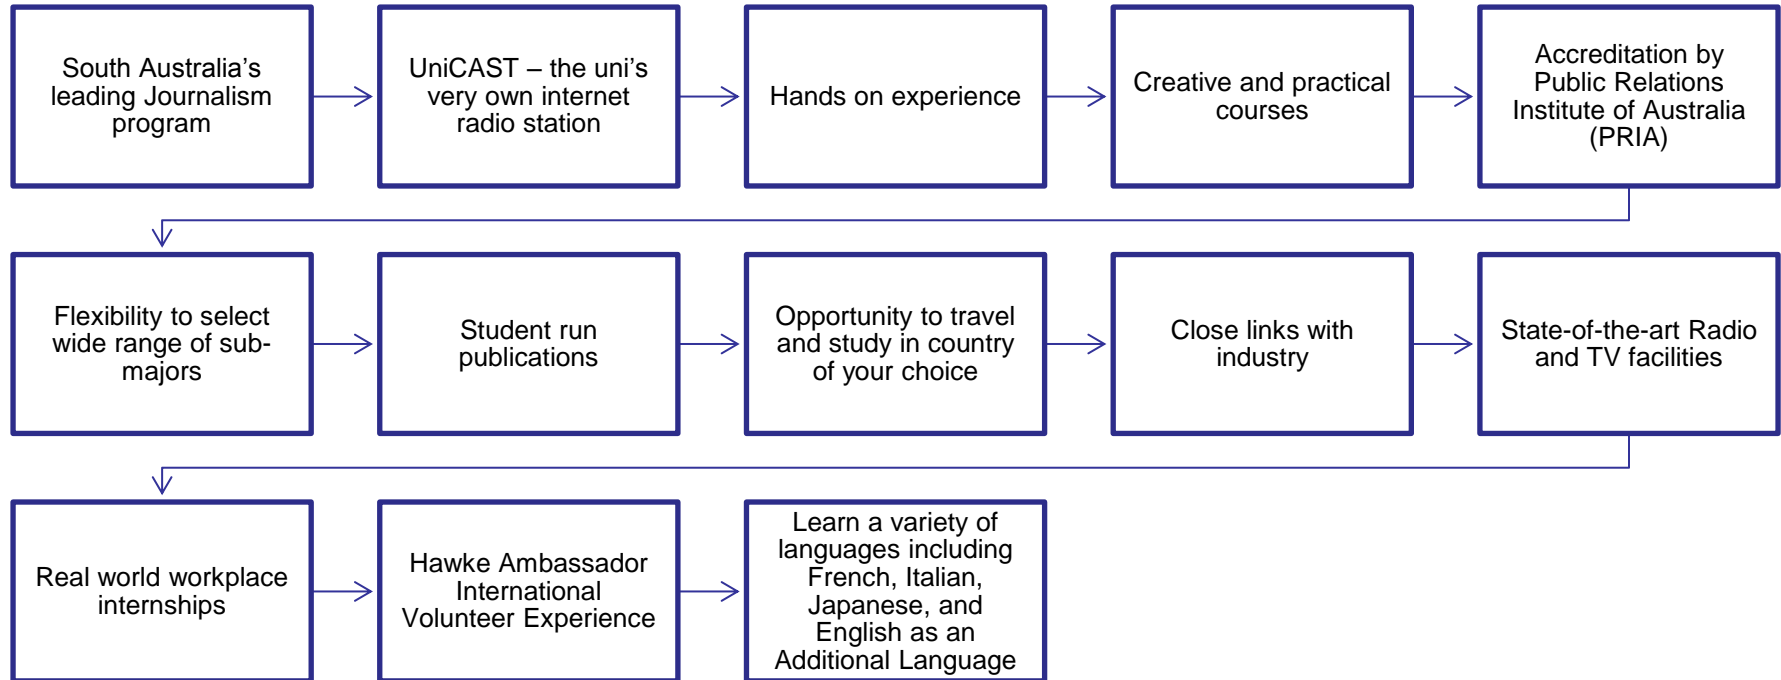 South Australia’s
leading Journalism
program
UniCAST – the uni’s
very own internet
radio station
Hands on experience
Creative and practical
courses
Accreditation by
Public Relations
Institute of Australia
(PRIA)
Flexibility to select
wide range of sub-
majors
Student run
publications
Opportunity to travel
and study in country
of your choice
Close links with
industry
State-of-the-art Radio
and TV facilities
Real world workplace
internships
Hawke Ambassador
International
Volunteer Experience
Learn a variety of
languages including
French, Italian,
Japanese, and
English as an
Additional Language